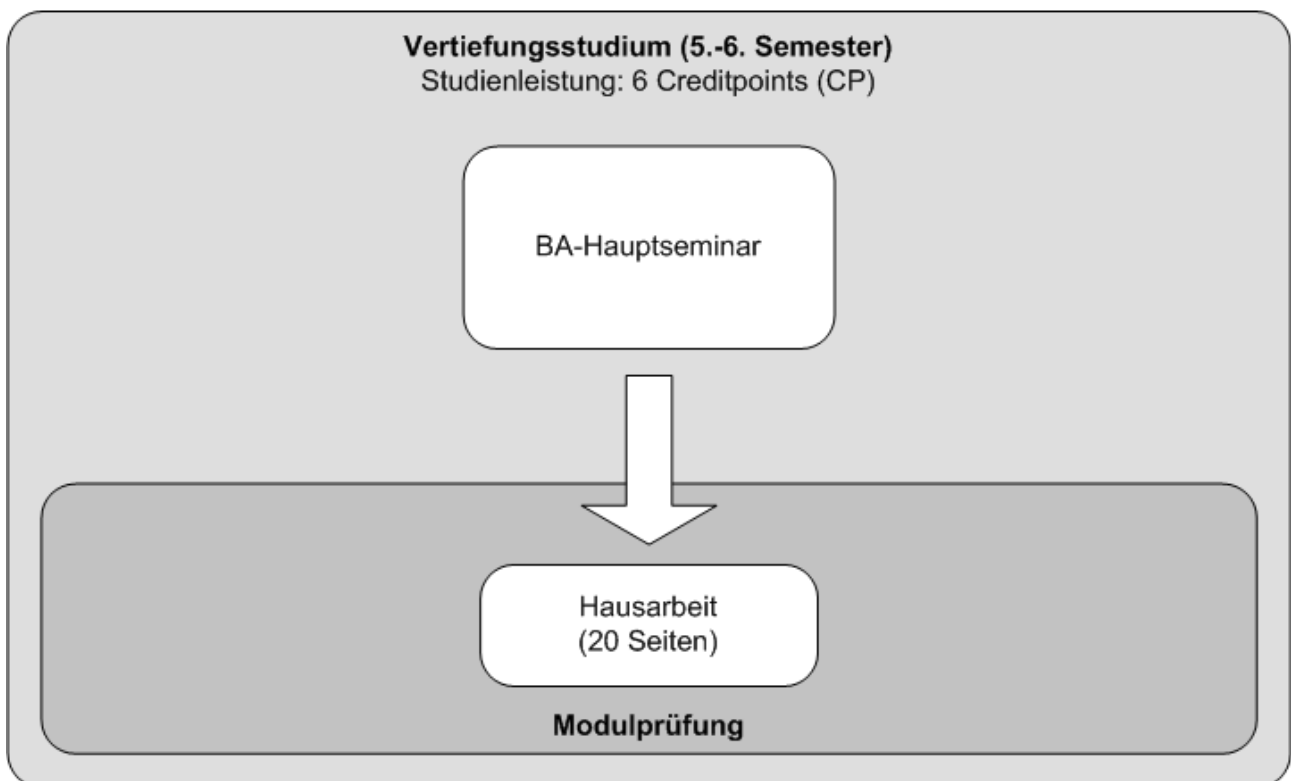 Vertiefungsstudium (5.-6. Semester)
Studienleistung: 6 Creditpoints (CP)
BA-Hauptseminar
Hausarbeit
(20 Seiten)
Modulprüfung